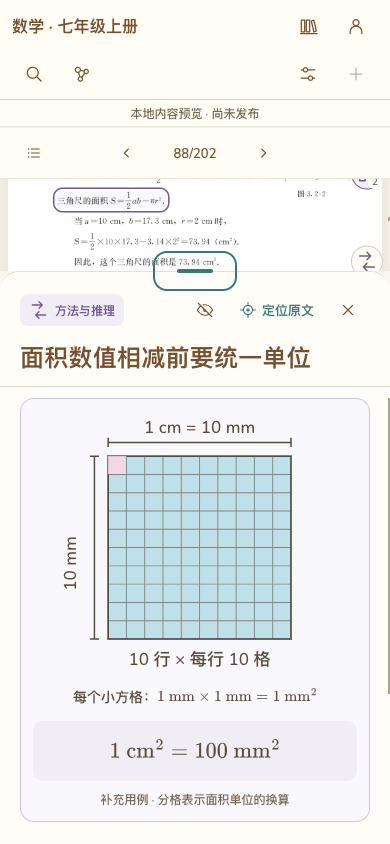 数学 · 七年级上册
本地内容预览 · 尚未发布
88/202
2
2
三角尺的面积 S=\frac{1}{2}ab−πr².
图 3.2-2
当 a=10 cm，b=17.3 cm，r=2 cm 时，
S=\frac{1}{2}×10×17.3−3.14×2²=73.94（cm²）.
因此，这个三角尺的面积是 73.94 cm².
方法与推理
定位原文
面积数值相减前要统一单位
1 cm = 10 mm
10 mm
10 行 × 每行 10 格
每个小方格：1 mm × 1 mm = 1 mm²
1 cm² = 100 mm²
补充用例 · 分格表示面积单位的换算